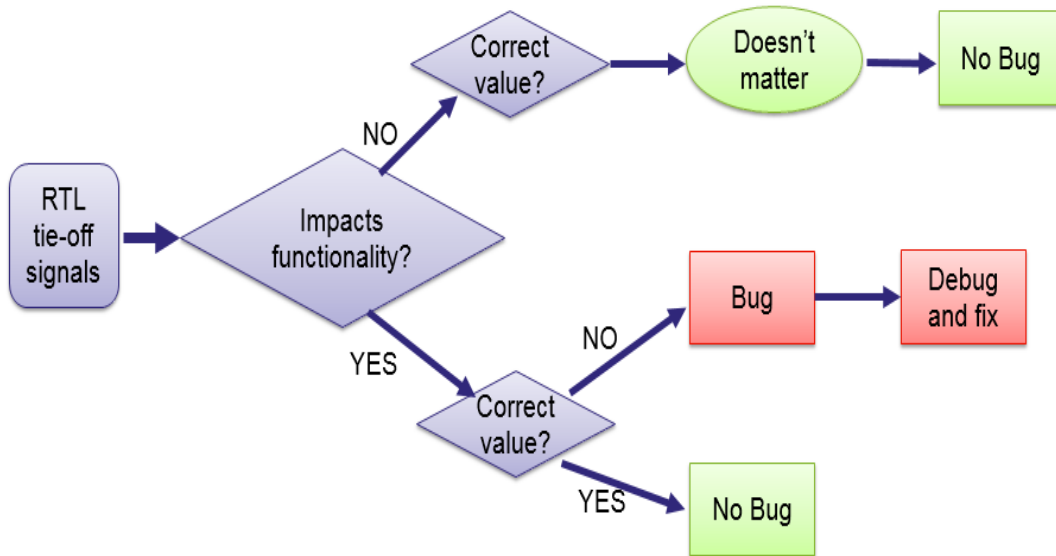 Correct
value?
Doesn't
matter
No Bug
NO
RTL
tie-off
signals
Impacts
functionality?
Bug
Debug
and fix
NO
YES
Correct
value?
YES
No Bug